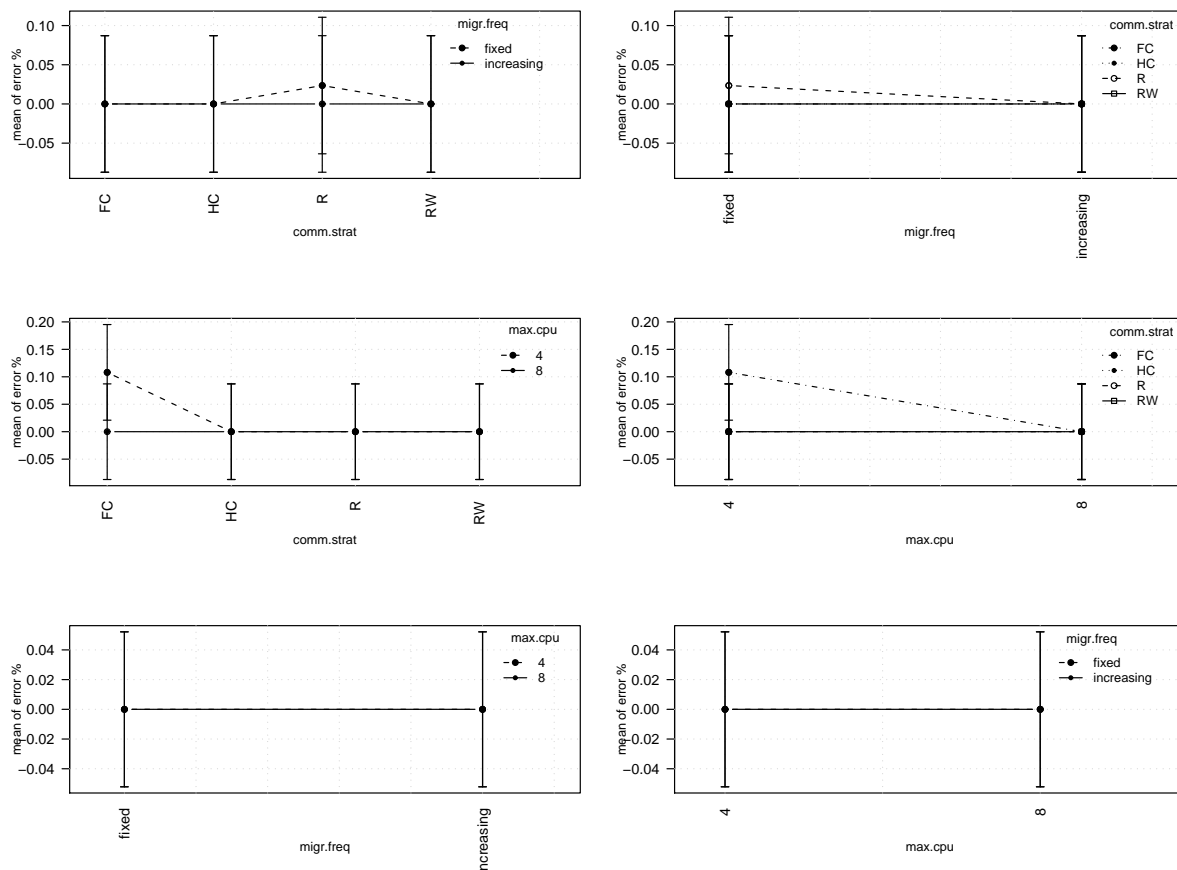 mean of error %
0.10
0.05
0.00
−0.05
migr.freq
fixed
increasing
FC
HC
R
RW
comm.strat
mean of error %
0.10
0.05
0.00
−0.05
comm.strat
FC
HC
R
RW
fixed
increasing
migr.freq
mean of error %
0.20
0.15
0.10
0.05
0.00
−0.05
max.cpu
4
8
FC
HC
R
RW
comm.strat
mean of error %
0.20
0.15
0.10
0.05
0.00
−0.05
comm.strat
FC
HC
R
RW
4
8
max.cpu
mean of error %
0.04
0.02
0.00
−0.02
−0.04
max.cpu
4
8
fixed
increasing
migr.freq
mean of error %
0.04
0.02
0.00
−0.02
−0.04
migr.freq
fixed
increasing
4
8
max.cpu